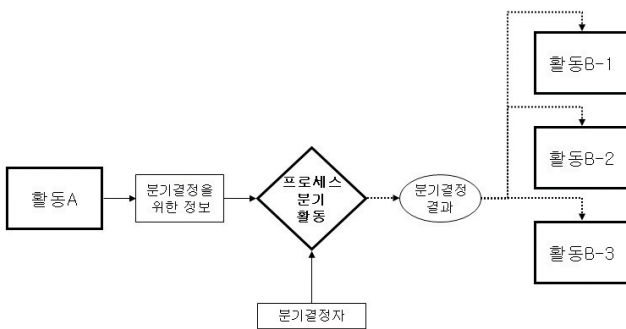 활동A
분기결정을
위한 정보
프로세스
분기
활동
분기결정
결과
활동B-1
활동B-2
활동B-3
분기결정자